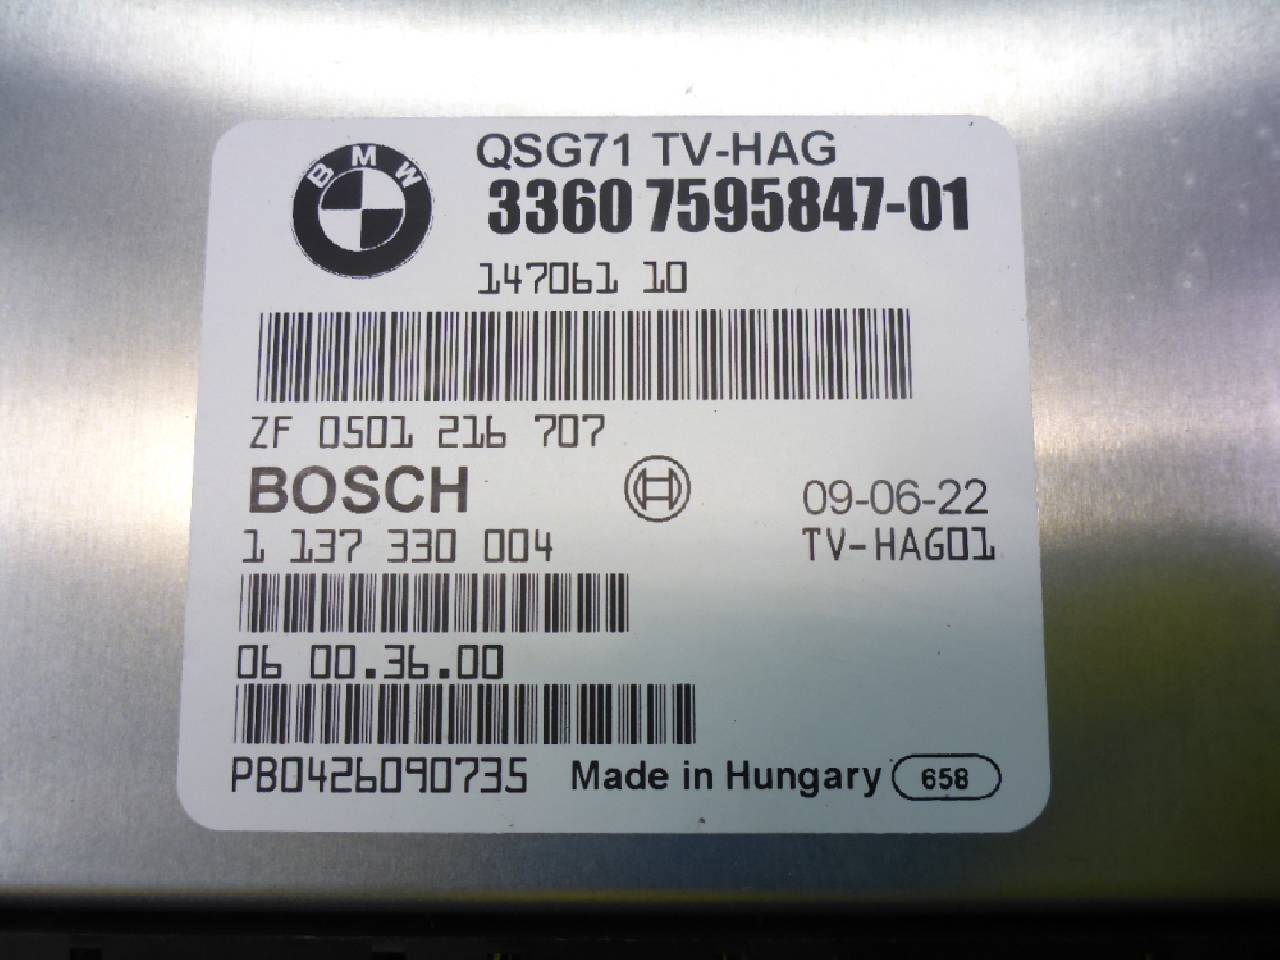 BMW
QSG71 TV-HAG
3360 7595847-01
147061 10
ZF 0501 216 707
BOSCH
09-06-22
1 137 330 004
TV-HAG01
06 00.36.00
PB0426090735
Made in Hungary 658